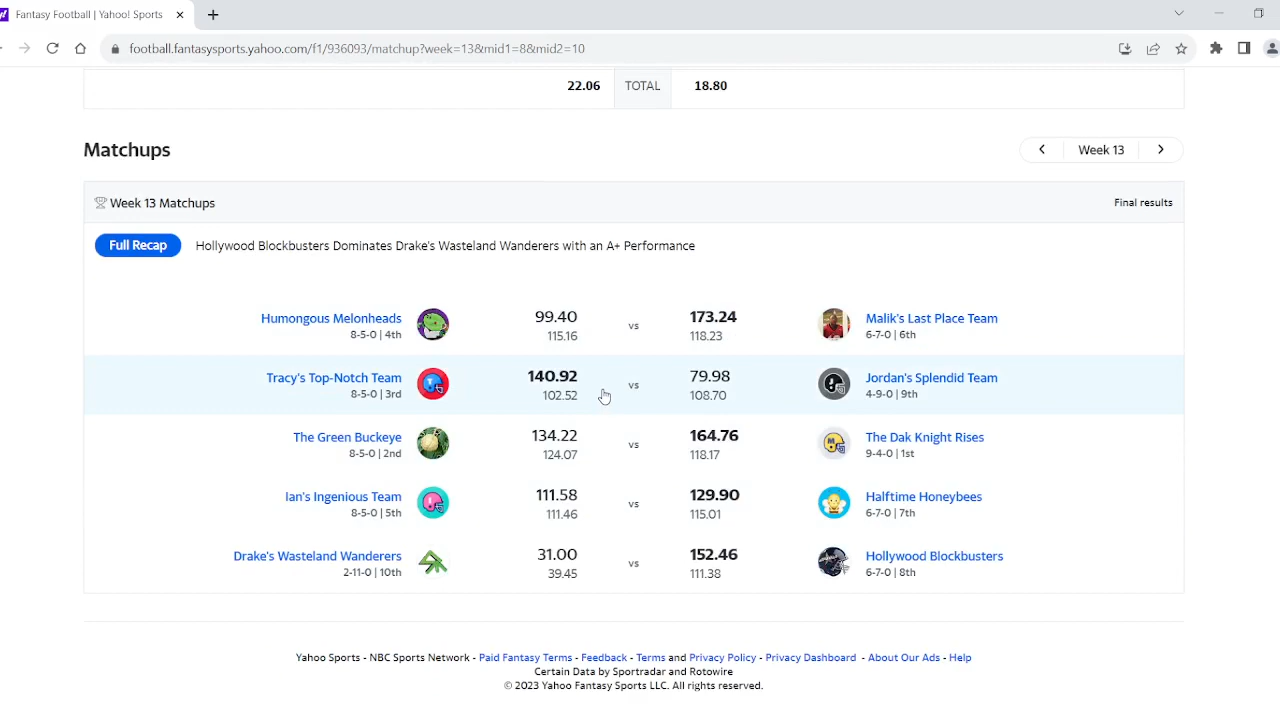 Fantasy Football | Yahoo! Sports
football.fantasysports.yahoo.com/f1/936093/matchup?week=13&mid1=8&mid2=10
22.06 TOTAL 18.80
Matchups
Week 13
Week 13 Matchups
Final results
Full Recap Hollywood Blockbusters Dominates Drake's Wasteland Wanderers with an A+ Performance
Humongous Melonheads 99.40 vs 173.24 Malik's Last Place Team
8-5-0 | 4th 115.16 118.23 6-7-0 | 6th
Tracy's Top-Notch Team 140.92 vs 79.98 Jordan's Splendid Team
8-5-0 | 3rd 102.52 108.70 4-9-0 | 9th
The Green Buckeye 134.22 vs 164.76 The Dak Knight Rises
8-5-0 | 2nd 124.07 118.17 9-4-0 | 1st
Ian's Ingenious Team 111.58 vs 129.90 Halftime Honeybees
8-5-0 | 5th 111.46 115.01 6-7-0 | 7th
Drake's Wasteland Wanderers 31.00 vs 152.46 Hollywood Blockbusters
2-11-0 | 10th 39.45 111.38 6-7-0 | 8th
Yahoo Sports - NBC Sports Network - Paid Fantasy Terms - Feedback - Terms and Privacy Policy - Privacy Dashboard - About Our Ads - Help
Certain Data by Sportradar and Rotowire
© 2023 Yahoo Fantasy Sports LLC. All rights reserved.